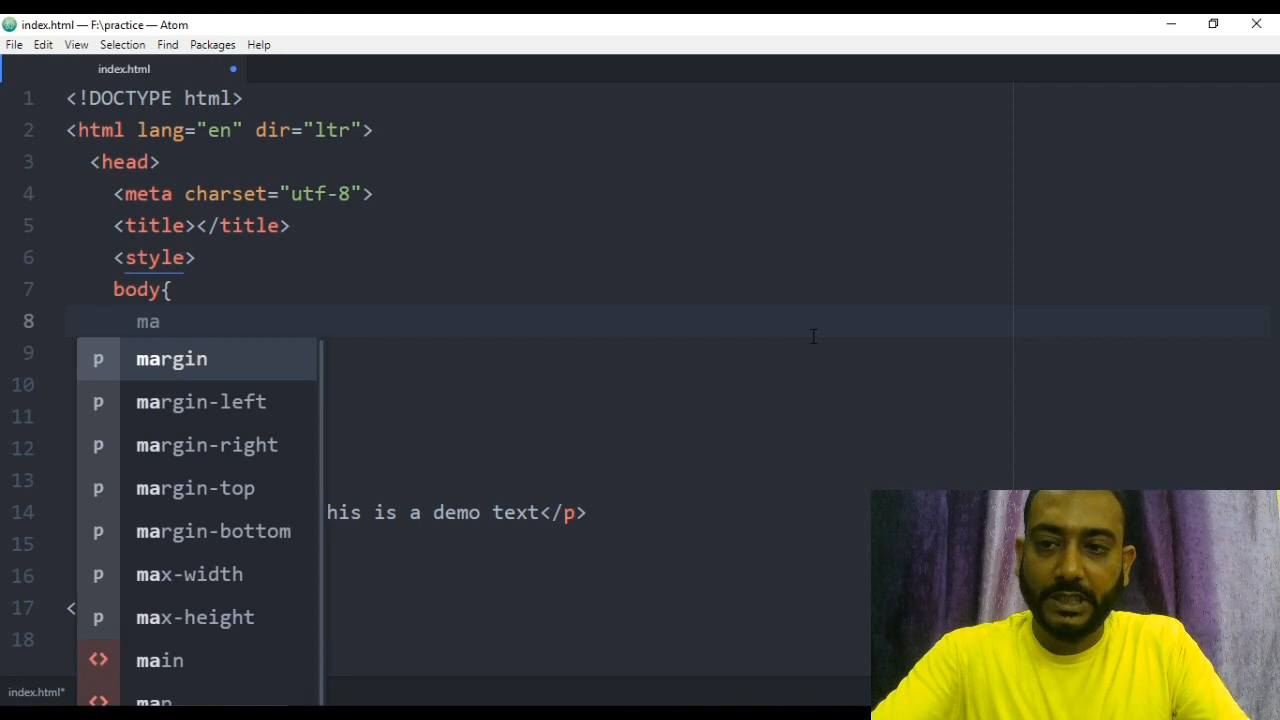 index.html — F:\practice — Atom
File Edit View Selection Find Packages Help
index.html
1 <!DOCTYPE html>
2 <html lang="en" dir="ltr">
3 <head>
4 <meta charset="utf-8">
5 <title></title>
6 <style>
7 body{
8 ma
9 p margin
10 p margin-left
11 p margin-right
12 p margin-top
13 p margin-bottom
14 his is a demo text</p>
15 p max-width
16 p max-height
17 <
18 <> main
<> map
index.html*